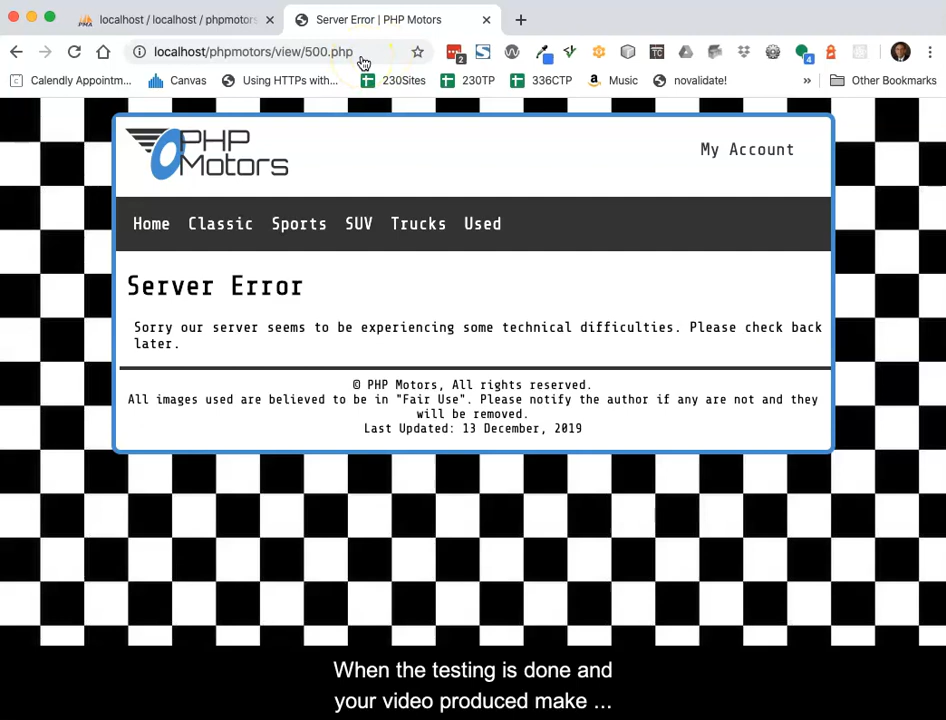 localhost / localhost / phpmotors
Server Error | PHP Motors
localhost/phpmotors/view/500.php
Calendly Appointm...
Canvas
Using HTTPs with...
230Sites
230TP
336CTP
Music
novalidate!
»
Other Bookmarks
PHP
Motors
My Account
Home Classic Sports SUV Trucks Used
Server Error
Sorry our server seems to be experiencing some technical difficulties. Please check back
later.
© PHP Motors, All rights reserved.
All images used are believed to be in "Fair Use". Please notify the author if any are not and they
will be removed.
Last Updated: 13 December, 2019
When the testing is done and
your video produced make ...